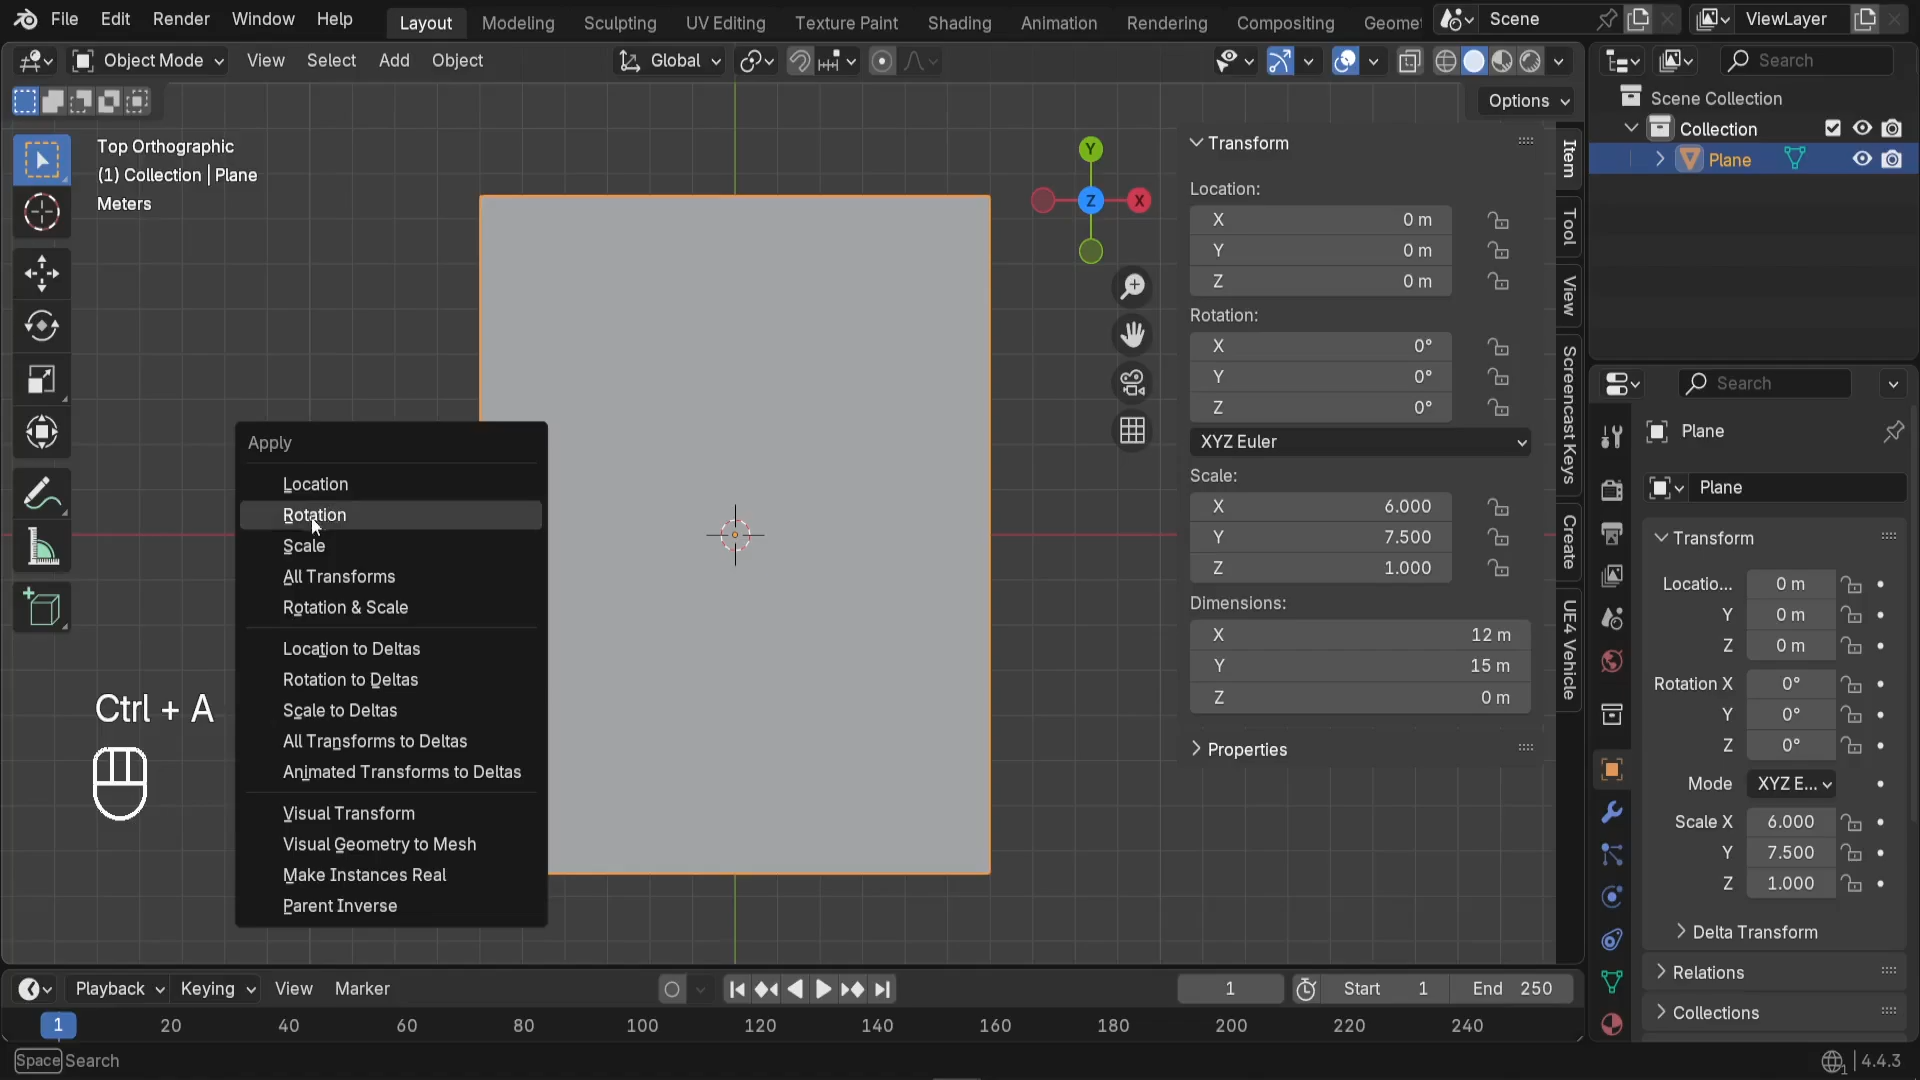 File Edit Render Window Help
Layout Modeling Sculpting UV Editing Texture Paint Shading Animation Rendering Compositing Geomet
Scene
ViewLayer
Object Mode View Select Add Object
Global
Options
Search
Scene Collection
Collection
Plane
Top Orthographic
(1) Collection | Plane
Meters
Y
Z X
Transform
Location:
X 0 m
Y 0 m
Z 0 m
Rotation:
X 0°
Y 0°
Z 0°
XYZ Euler
Scale:
X 6.000
Y 7.500
Z 1.000
Dimensions:
X 12 m
Y 15 m
Z 0 m
Properties
Item
Tool
View
Screencast Keys
Create
UE4 Vehicle
Apply
Location
Rotation
Scale
All Transforms
Rotation & Scale
Location to Deltas
Rotation to Deltas
Scale to Deltas
All Transforms to Deltas
Animated Transforms to Deltas
Visual Transform
Visual Geometry to Mesh
Make Instances Real
Parent Inverse
Ctrl + A
Search
Plane
Plane
Transform
Locatio... 0 m
Y 0 m
Z 0 m
Rotation X 0°
Y 0°
Z 0°
Mode XYZ E...
Scale X 6.000
Y 7.500
Z 1.000
Delta Transform
Relations
Collections
Playback Keying View Marker
1
Start 1
End 250
1 20 40 60 80 100 120 140 160 180 200 220 240
Space Search
4.4.3